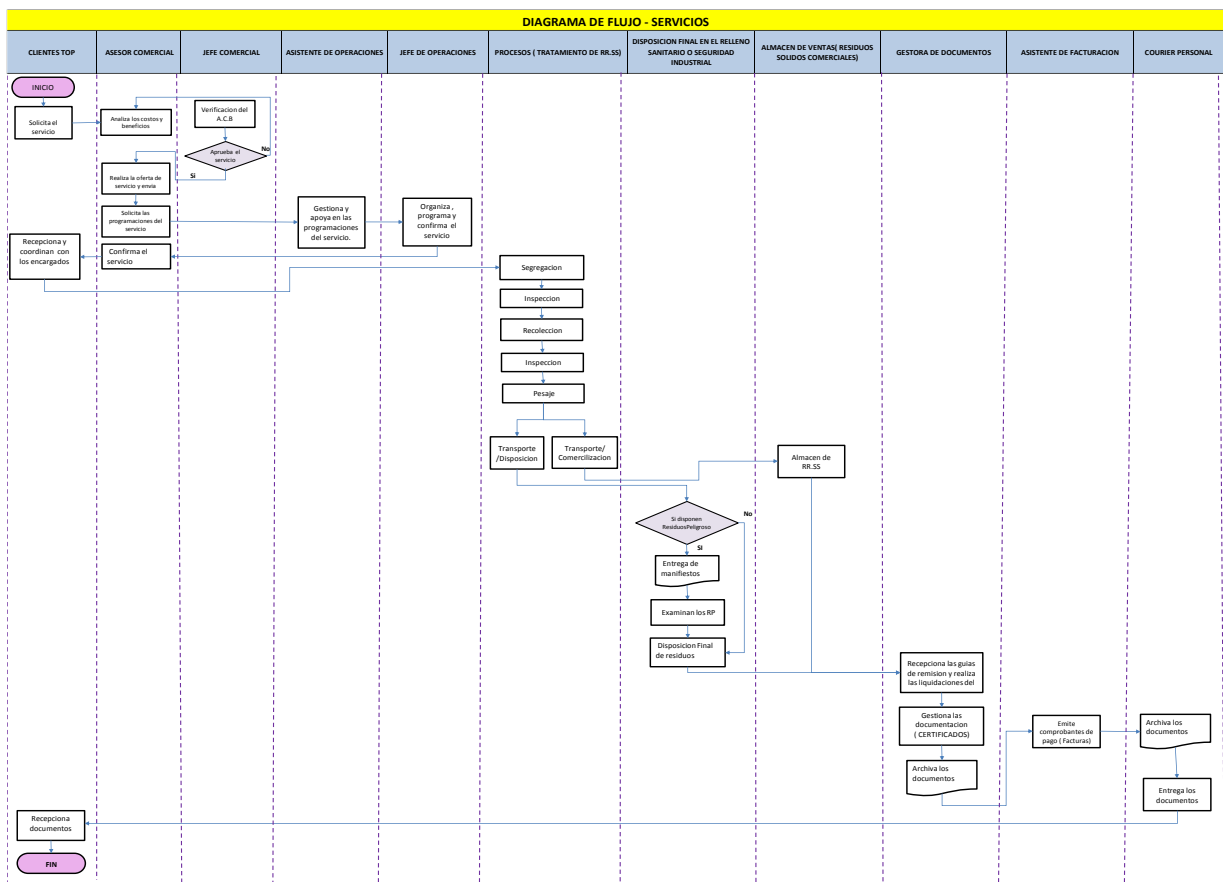 DIAGRAMA DE FLUJO - SERVICIOS
CLIENTES TOP
ASESOR COMERCIAL
JEFE COMERCIAL
ASISTENTE DE OPERACIONES
JEFE DE OPERACIONES
PROCESOS ( TRATAMIENTO DE RR.SS)
DISPOSICION FINAL EN EL RELLENO
SANITARIO O SEGURIDAD
INDUSTRIAL
ALMACEN DE VENTAS( RESIDUOS
SOLIDOS COMERCIALES)
GESTORA DE DOCUMENTOS
ASISTENTE DE FACTURACION
COURIER PERSONAL
INICIO
Solicita el
servicio
Analiza los costos y
beneficios
Verificacion del
A.C.B
Aprueba el
servicio
No
Si
Realiza la oferta de
servicio y envia
Solicita las
programaciones del
servicio
Gestiona y
apoya en las
programaciones
del servicio.
Organiza ,
programa y
confirma el
servicio
Recepciona y
coordinan con
los encargados
Confirma el
servicio
Segregacion
Inspeccion
Recoleccion
Inspeccion
Pesaje
Transporte
/Disposicion
Transporte/
Comercilizacion
Almacen de
RR.SS
Si disponen
ResiduosPeligroso
No
SI
Entrega de
manifiestos
Examinan los RP
Disposicion Final
de residuos
Recepciona las guias
de remision y realiza
las liquidaciones del
Gestiona las
documentacion
( CERTIFICADOS)
Archiva los
documentos
Emite
comprobantes de
pago ( Facturas)
Archiva los
documentos
Entrega los
documentos
Recepciona
documentos
FIN